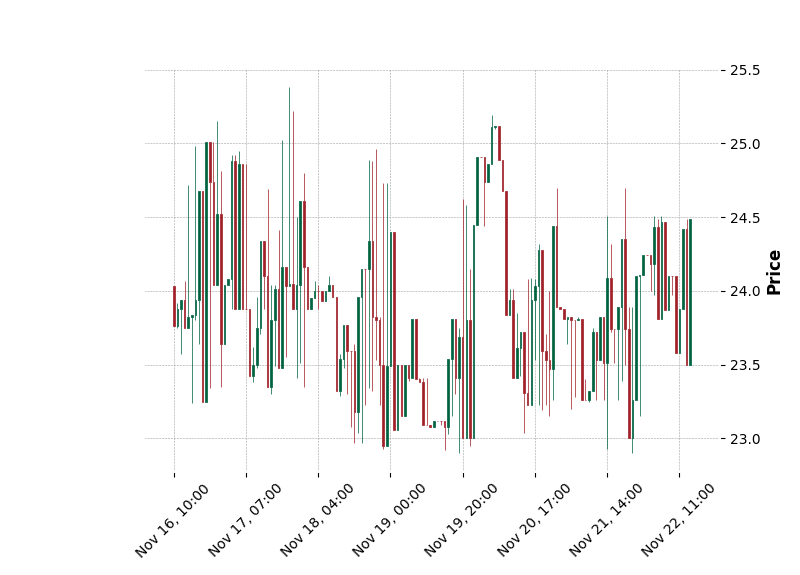 25.5
25.0
24.5
24.0
23.5
23.0
Price
Nov 16, 10:00
Nov 17, 07:00
Nov 18, 04:00
Nov 19, 00:00
Nov 19, 20:00
Nov 20, 17:00
Nov 21, 14:00
Nov 22, 11:00